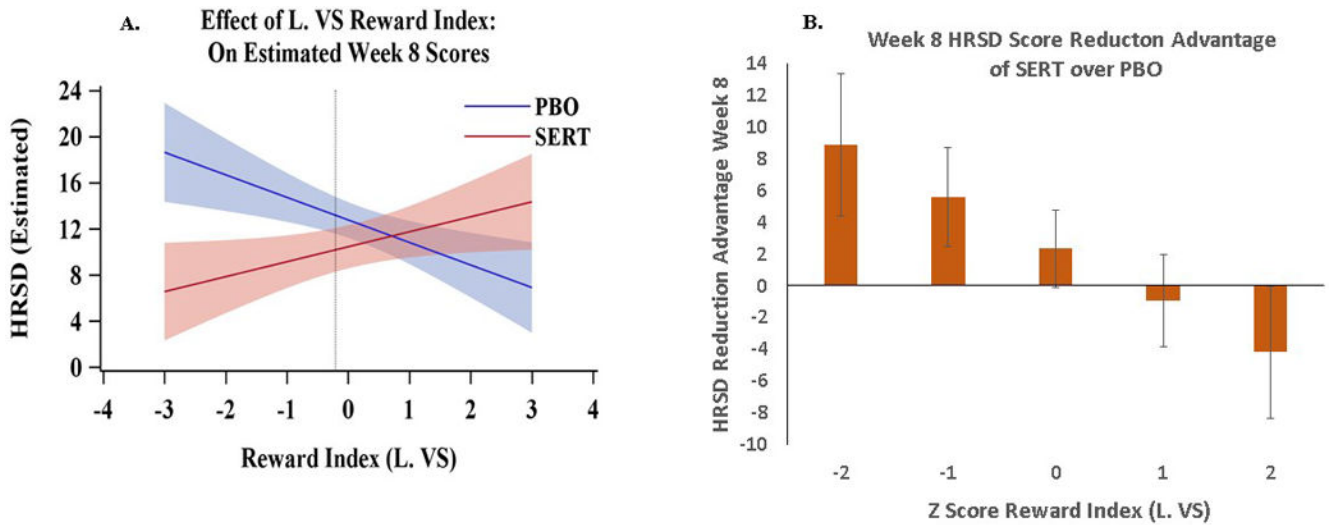 A.
Effect of L. VS Reward Index:
On Estimated Week 8 Scores
HRSD (Estimated)
24
20
16
12
8
4
0
PBO
SERT
-4 -3 -2 -1 0 1 2 3 4
Reward Index (L. VS)
B.
Week 8 HRSD Score Reducton Advantage
of SERT over PBO
HRSD Reduction Advantage Week 8
14
12
10
8
6
4
2
0
-2
-4
-6
-8
-10
-2 -1 0 1 2
Z Score Reward Index (L. VS)